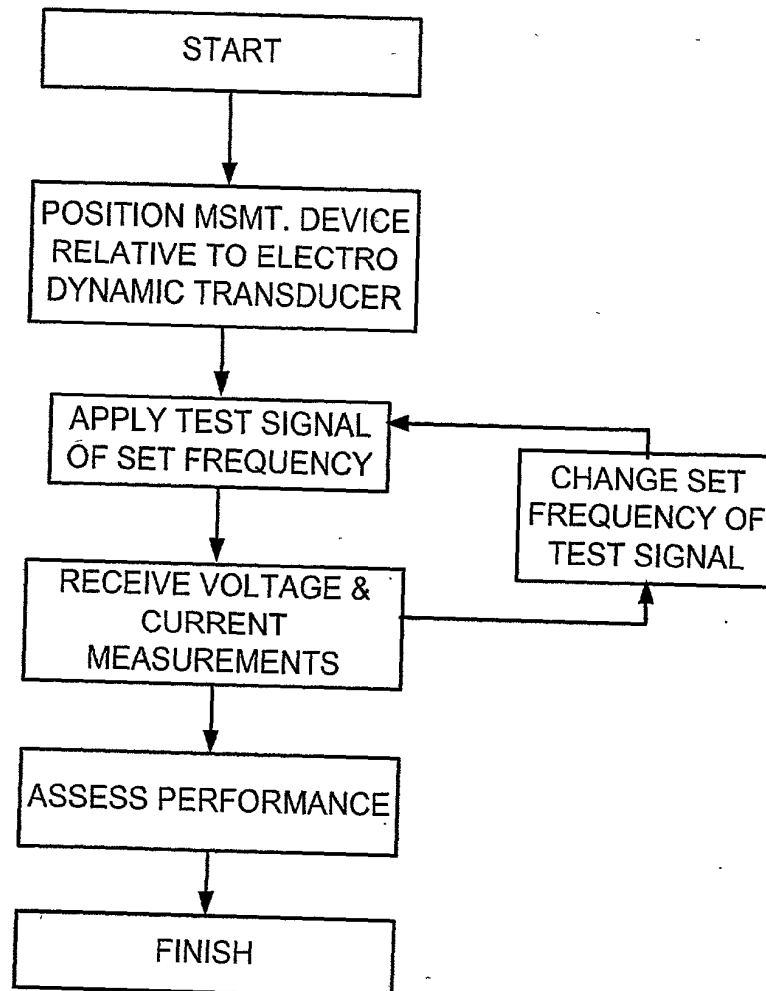 START
POSITION MSMT. DEVICE
RELATIVE TO ELECTRO
DYNAMIC TRANSDUCER
APPLY TEST SIGNAL
OF SET FREQUENCY
CHANGE SET
FREQUENCY OF
TEST SIGNAL
RECEIVE VOLTAGE &
CURRENT
MEASUREMENTS
ASSESS PERFORMANCE
FINISH